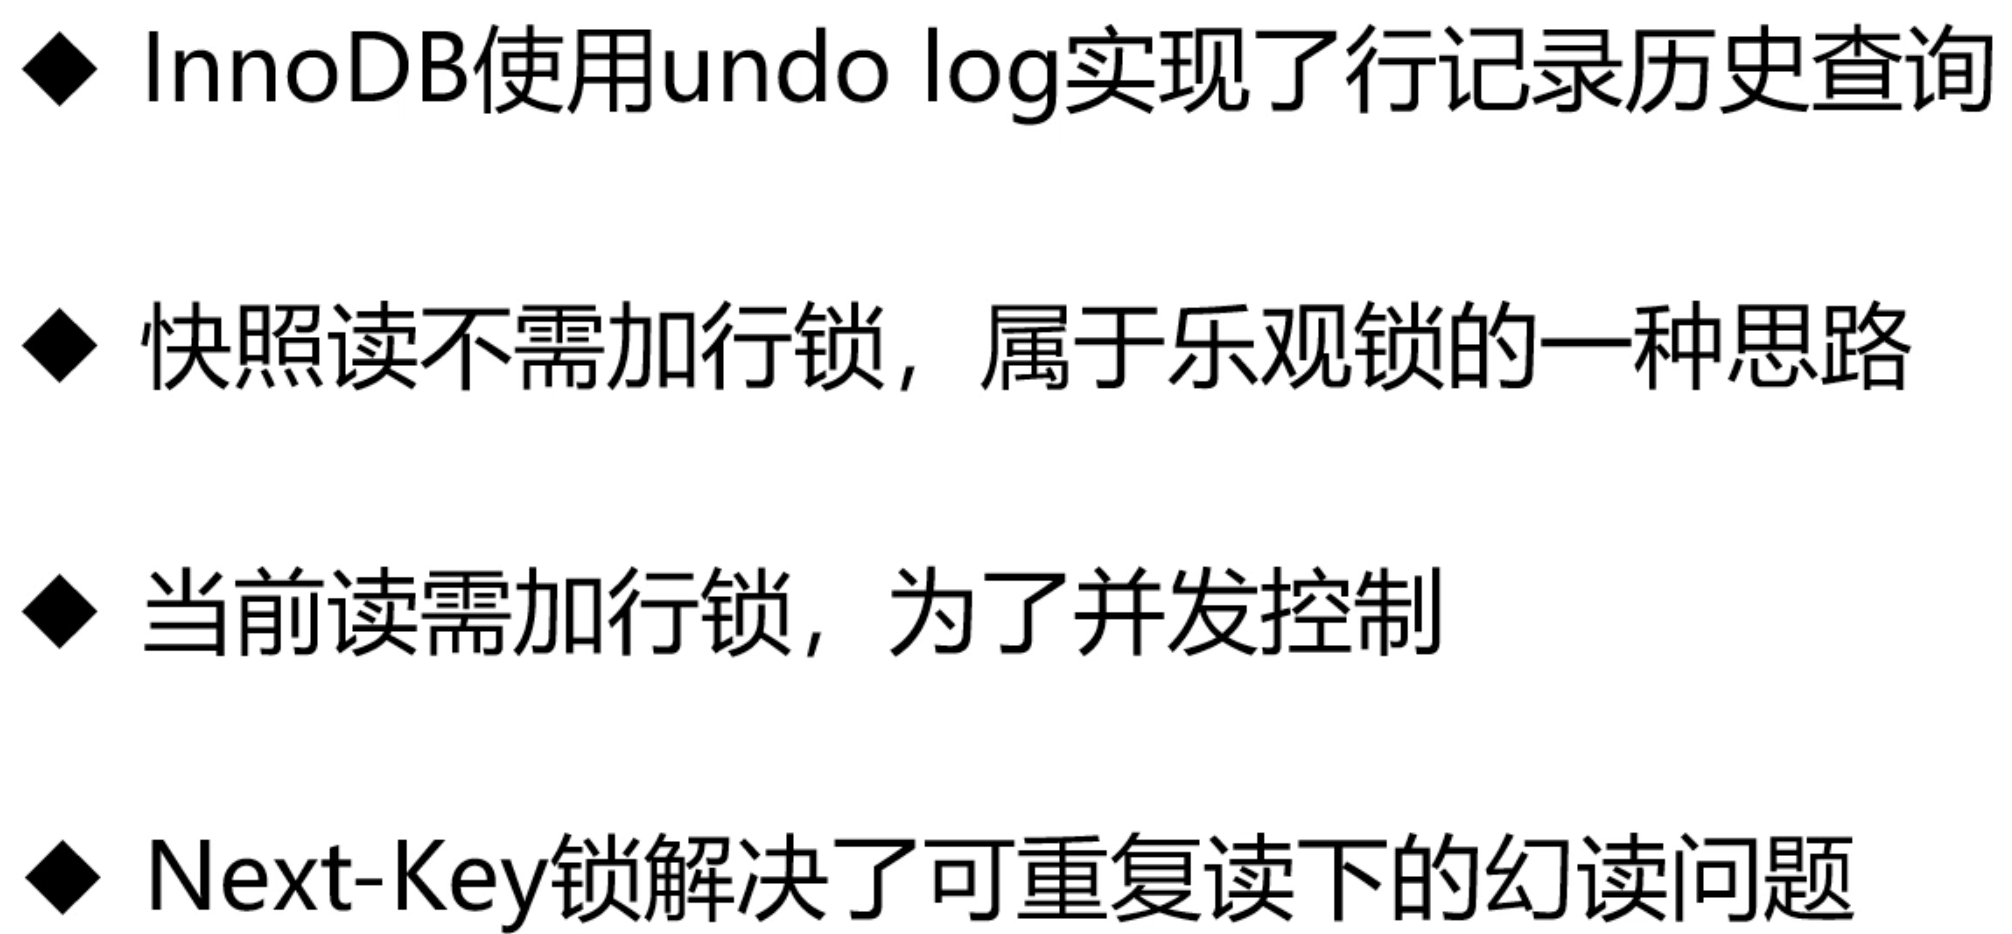 ◆ InnoDB使用undo log实现了行记录历史查询
◆ 快照读不需加行锁，属于乐观锁的一种思路
◆ 当前读需加行锁，为了并发控制
◆ Next-Key锁解决了可重复读下的幻读问题